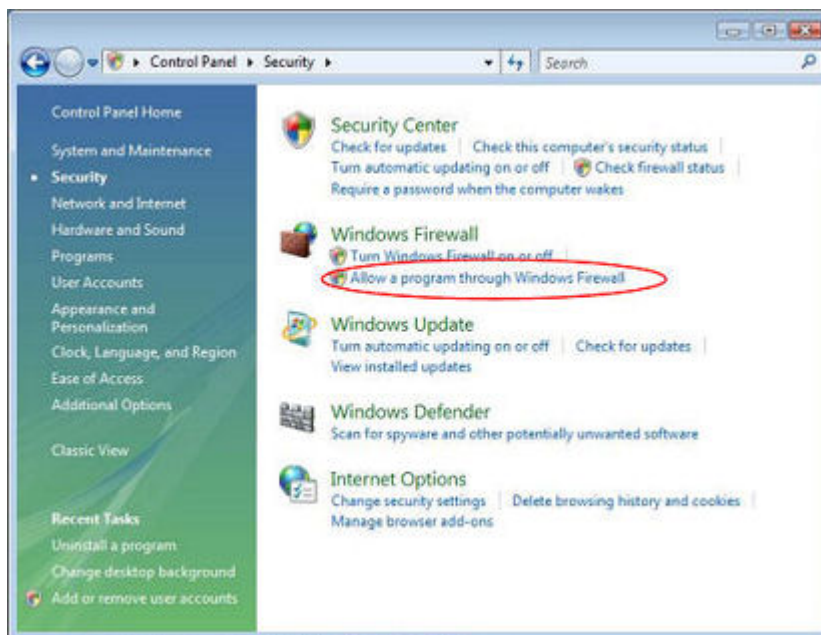 Control Panel Security Search
Control Panel Home
System and Maintenance
Security
Network and Internet
Hardware and Sound
Programs
User Accounts
Appearance and
Personalization
Clock, Language, and Region
Ease of Access
Additional Options
Classic View
Recent Tasks
Uninstall a program
Change desktop background
Add or remove user accounts
Security Center
Check for updates Check this computer's security status
Turn automatic updating on or off Check firewall status
Require a password when the computer wakes
Windows Firewall
Turn Windows Firewall on or off
Allow a program through Windows Firewall
Windows Update
Turn automatic updating on or off Check for updates
View installed updates
Windows Defender
Scan for spyware and other potentially unwanted software
Internet Options
Change security settings Delete browsing history and cookies
Manage browser add-ons